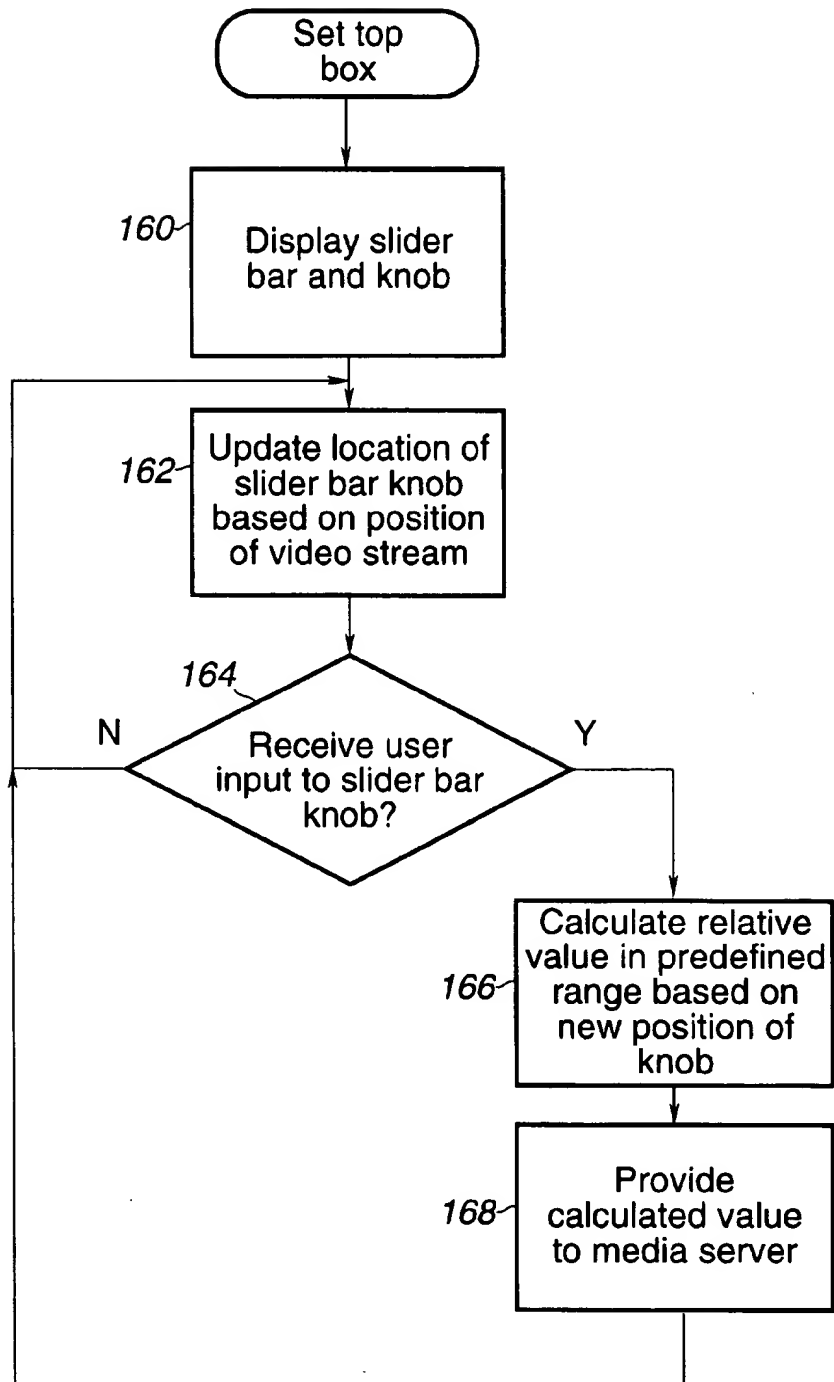 Set top
box
160
Display slider
bar and knob
162
Update location of
slider bar knob
based on position
of video stream
164
N
Y
Receive user
input to slider bar
knob?
166
Calculate relative
value in predefined
range based on
new position of
knob
168
Provide
calculated value
to media server